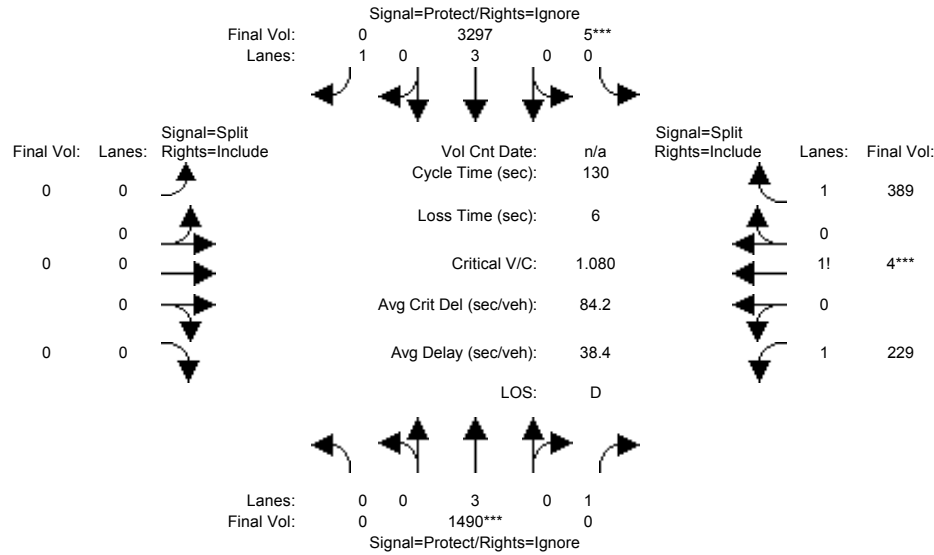 Signal=Protect/Rights=Ignore
Final Vol: 0 3297 5***
Lanes: 1 0 3 0 0
Signal=Split Signal=Split
Final Vol: Lanes: Rights=Include Vol Cnt Date: n/a Rights=Include Lanes: Final Vol:
Cycle Time (sec): 130
0 0 1 389
Loss Time (sec): 6
0 0
0 0 Critical V/C: 1.080 1! 4***
0 Avg Crit Del (sec/veh): 84.2 0
0 0 Avg Delay (sec/veh): 38.4 1 229
LOS: D
Lanes: 0 0 3 0 1
Final Vol: 0 1490*** 0
Signal=Protect/Rights=Ignore